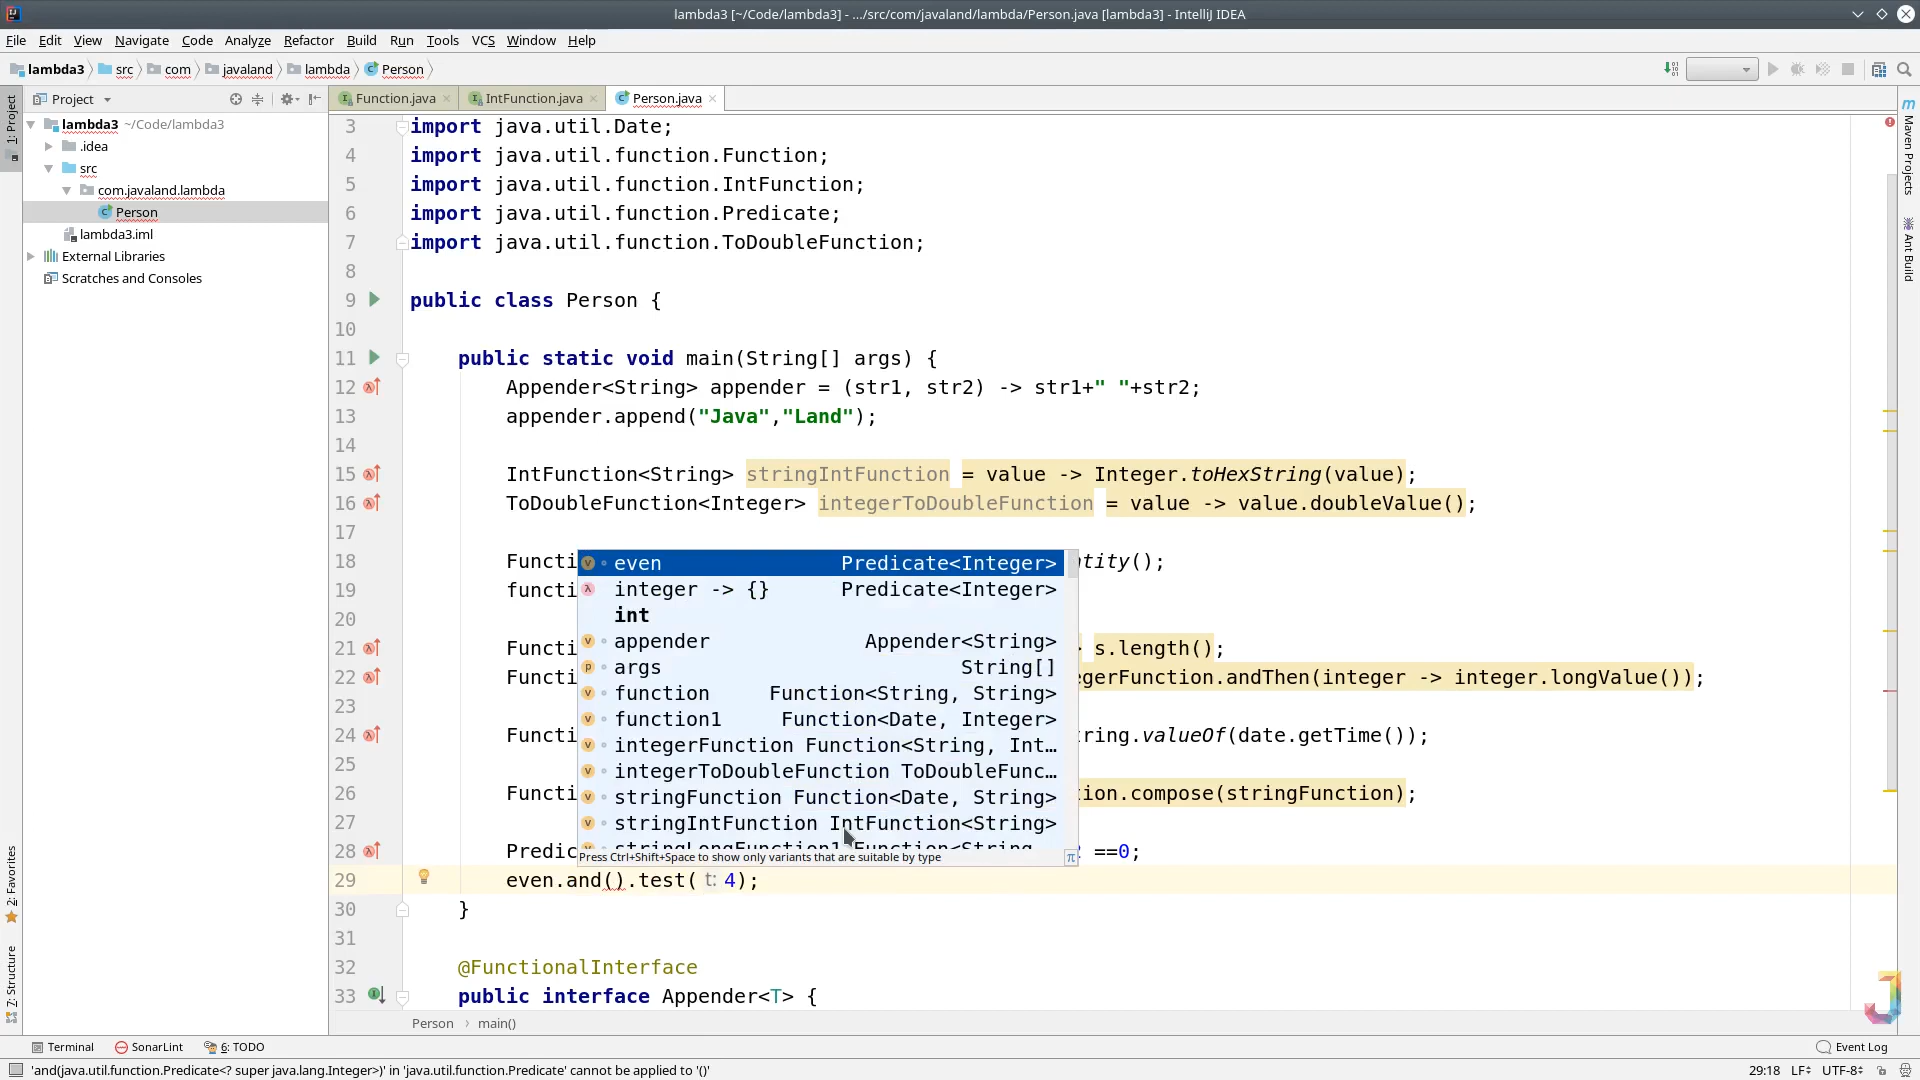 lambda3 [~/Code/lambda3] - .../src/com/javaland/lambda/Person.java [lambda3] - IntelliJ IDEA
File Edit View Navigate Code Analyze Refactor Build Run Tools VCS Window Help
lambda3 src com javaland lambda Person
Project
Function.java IntFunction.java Person.java
1: Project
lambda3 ~/Code/lambda3
.idea
src
com.javaland.lambda
Person
lambda3.iml
External Libraries
Scratches and Consoles
2: Favorites
7: Structure
3 import java.util.Date;
4 import java.util.function.Function;
5 import java.util.function.IntFunction;
6 import java.util.function.Predicate;
7 import java.util.function.ToDoubleFunction;
8
9 public class Person {
10
11 public static void main(String[] args) {
12 Appender<String> appender = (str1, str2) -> str1+" "+str2;
13 appender.append("Java","Land");
14
15 IntFunction<String> stringIntFunction = value -> Integer.toHexString(value);
16 ToDoubleFunction<Integer> integerToDoubleFunction = value -> value.doubleValue();
17
18 Functi tity();
19 functi
20
21 Functi s.length();
22 Functi gerFunction.andThen(integer -> integer.longValue());
23
24 Functi ring.valueOf(date.getTime());
25
26 Functi ion.compose(stringFunction);
27
28 Predic ==0;
29 even.and().test( t: 4);
30 }
31
32 @FunctionalInterface
33 public interface Appender<T> {
even Predicate<Integer>
integer -> {} Predicate<Integer>
int
appender Appender<String>
args String[]
function Function<String, String>
function1 Function<Date, Integer>
integerFunction Function<String, Int…
integerToDoubleFunction ToDoubleFunc…
stringFunction Function<Date, String>
stringIntFunction IntFunction<String>
stringLongFunction1 Function<String,
Press Ctrl+Shift+Space to show only variants that are suitable by type
π
Maven Projects
Ant Build
Person › main()
Terminal SonarLint 6: TODO Event Log
'and(java.util.function.Predicate<? super java.lang.Integer>)' in 'java.util.function.Predicate' cannot be applied to '()' 29:18 LF UTF-8